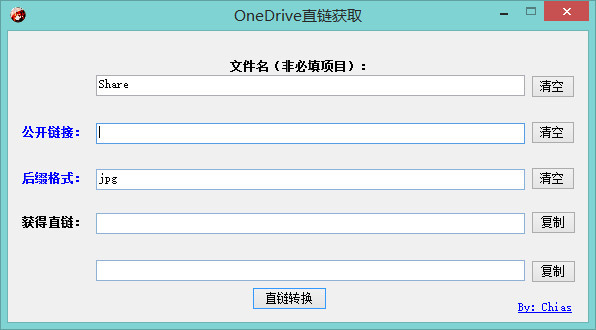 OneDrive直链获取
文件名（非必填项目）：
Share
清空
公开链接：
清空
后缀格式：
jpg
清空
获得直链：
复制
复制
直链转换
By: Chias